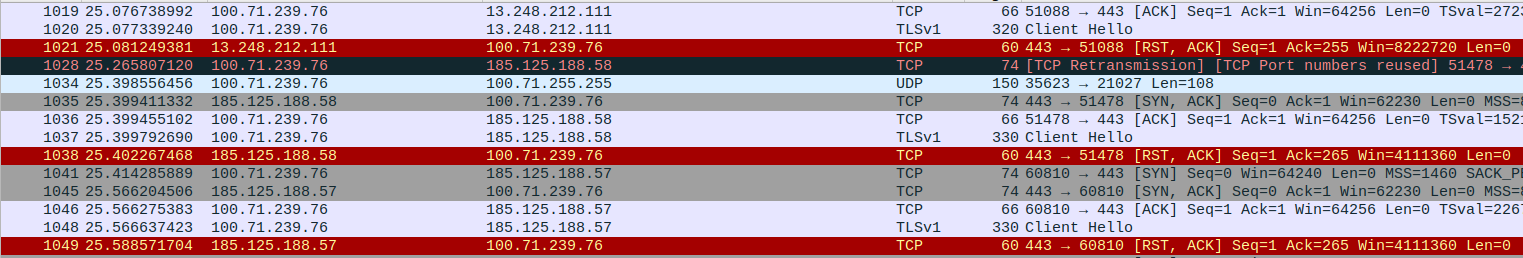 1019 25.076738992 100.71.239.76 13.248.212.111 TCP 66 51088 → 443 [ACK] Seq=1 Ack=1 Win=64256 Len=0 TSval=2723
1020 25.077339240 100.71.239.76 13.248.212.111 TLSv1 320 Client Hello
1021 25.081249381 13.248.212.111 100.71.239.76 TCP 60 443 → 51088 [RST, ACK] Seq=1 Ack=255 Win=8222720 Len=0
1028 25.265807120 100.71.239.76 185.125.188.58 TCP 74 [TCP Retransmission] [TCP Port numbers reused] 51478 →
1034 25.398556456 100.71.239.76 100.71.255.255 UDP 150 35623 → 21027 Len=108
1035 25.399411332 185.125.188.58 100.71.239.76 TCP 74 443 → 51478 [SYN, ACK] Seq=0 Ack=1 Win=62230 Len=0 MSS=
1036 25.399455102 100.71.239.76 185.125.188.58 TCP 66 51478 → 443 [ACK] Seq=1 Ack=1 Win=64256 Len=0 TSval=1521
1037 25.399792690 100.71.239.76 185.125.188.58 TLSv1 330 Client Hello
1038 25.402267468 185.125.188.58 100.71.239.76 TCP 60 443 → 51478 [RST, ACK] Seq=1 Ack=265 Win=4111360 Len=0
1041 25.414285889 100.71.239.76 185.125.188.57 TCP 74 60810 → 443 [SYN] Seq=0 Win=64240 Len=0 MSS=1460
1045 25.566204506 185.125.188.57 100.71.239.76 TCP 74 443 → 60810 [SYN, ACK] Seq=0 Ack=1 Win=62230 Len=0 MSS=
1046 25.566275383 100.71.239.76 185.125.188.57 TCP 66 60810 → 443 [ACK] Seq=1 Ack=1 Win=64256 Len=0 TSval=2267
1048 25.566637423 100.71.239.76 185.125.188.57 TLSv1 330 Client Hello
1049 25.588571704 185.125.188.57 100.71.239.76 TCP 60 443 → 60810 [RST, ACK] Seq=1 Ack=265 Win=4111360 Len=0